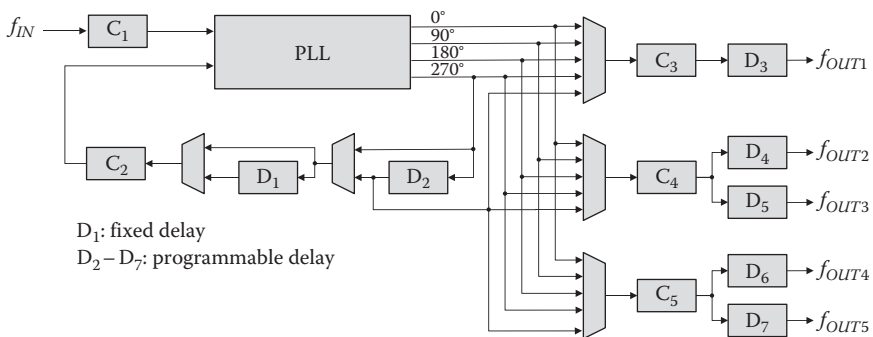 f_IN
C₁
PLL
0°
90°
180°
270°
C₃
D₃
f_OUT1
C₂
D₁
D₂
C₄
D₄
f_OUT2
D₅
f_OUT3
D₁: fixed delay
D₂–D₇: programmable delay
C₅
D₆
f_OUT4
D₇
f_OUT5